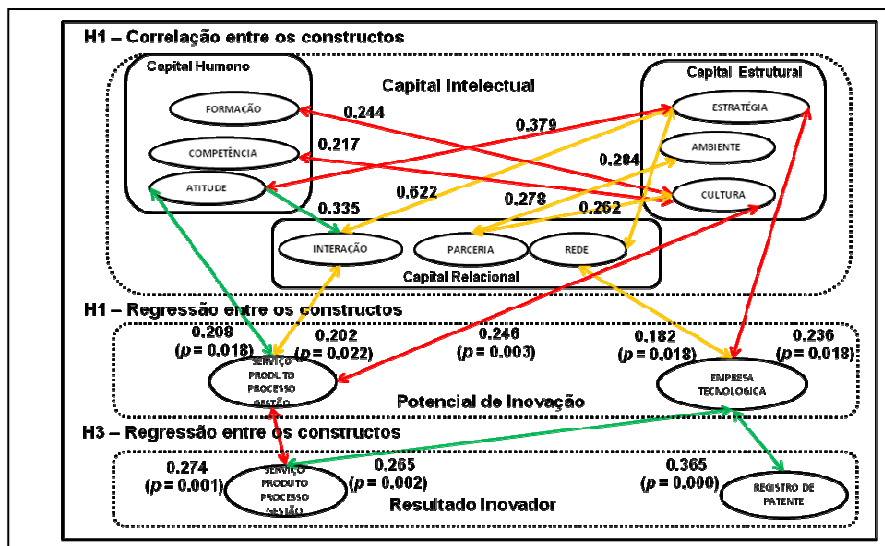 H1 – Correlação entre os constructos
Capital Humano
Capital Intelectual
Capital Estrutural
FORMAÇÃO
0.244
0.379
ESTRATÉGIA
COMPETÊNCIA
0.217
AMBIENTE
0.284
ATITUDE
0.622
0.278
0.262
CULTURA
0.335
INTERAÇÃO
PARCERIA
REDE
Capital Relacional
H1 – Regressão entre os constructos
0.208
(p = 0.018)
0.202
(p = 0.022)
0.246
(p = 0.003)
0.182
(p = 0.018)
0.236
(p = 0.018)
SERVIÇO
PRODUTO
PROCESSO
GESTÃO
EMPRESA
TECNOLOGICA
Potencial de Inovação
H3 – Regressão entre os constructos
0.274
(p = 0.001)
SERVIÇO
PRODUTO
PROCESSO
GESTÃO
0.265
(p = 0.002)
0.365
(p = 0.000)
REGISTRO DE
PATENTE
Resultado Inovador